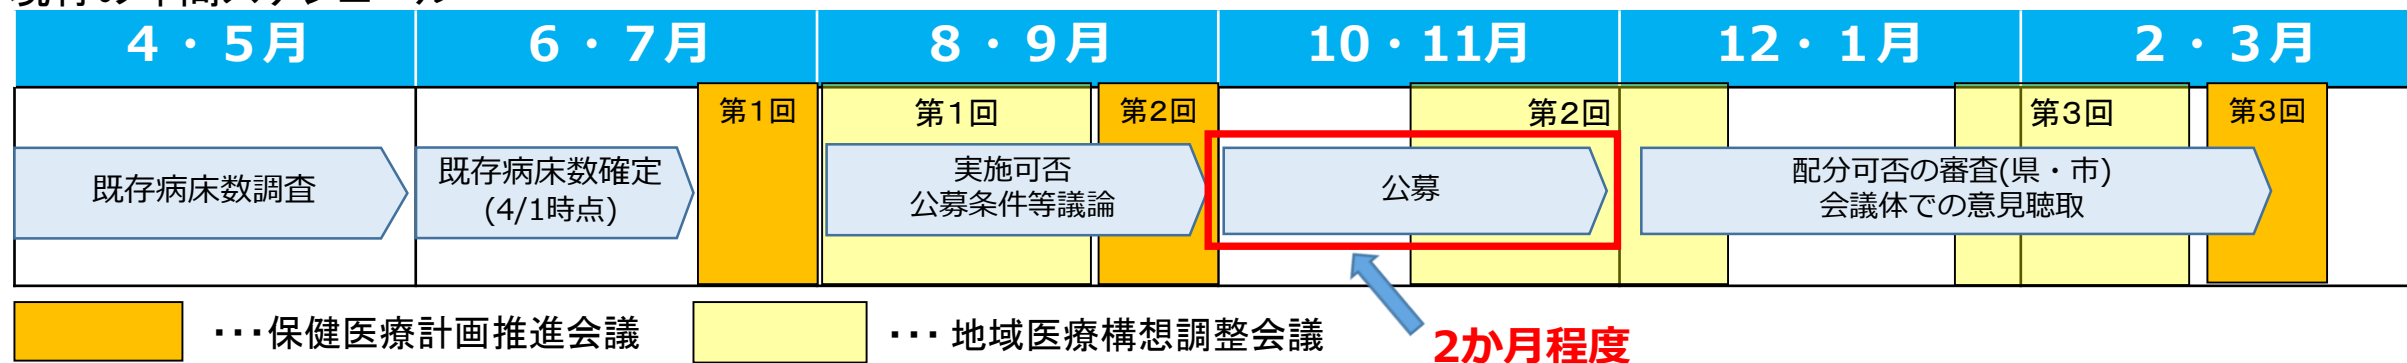 4・5月
6・7月
8・9月
10・11月
12・1月
2・3月
第1回
第1回
第2回
第2回
第3回
第3回
既存病床数調査
既存病床数確定
(4/1時点)
実施可否
公募条件等議論
公募
配分可否の審査(県・市)
会議体での意見聴取
･･･保健医療計画推進会議
･･･ 地域医療構想調整会議
2か月程度